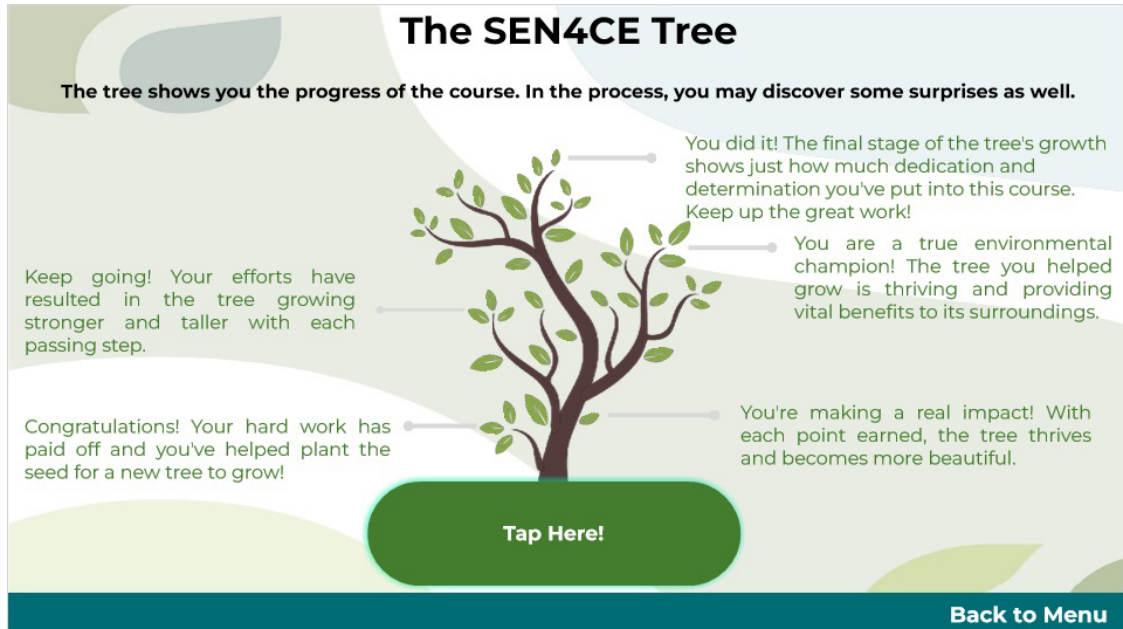 The SEN4CE Tree
The tree shows you the progress of the course. In the process, you may discover some surprises as well.
You did it! The final stage of the tree's growth
shows just how much dedication and
determination you've put into this course.
Keep up the great work!
You are a true environmental
champion! The tree you helped
grow is thriving and providing
vital benefits to its surroundings.
Keep going! Your efforts have
resulted in the tree growing
stronger and taller with each
passing step.
Congratulations! Your hard work has
paid off and you've helped plant the
seed for a new tree to grow!
You're making a real impact! With
each point earned, the tree thrives
and becomes more beautiful.
Tap Here!
Back to Menu